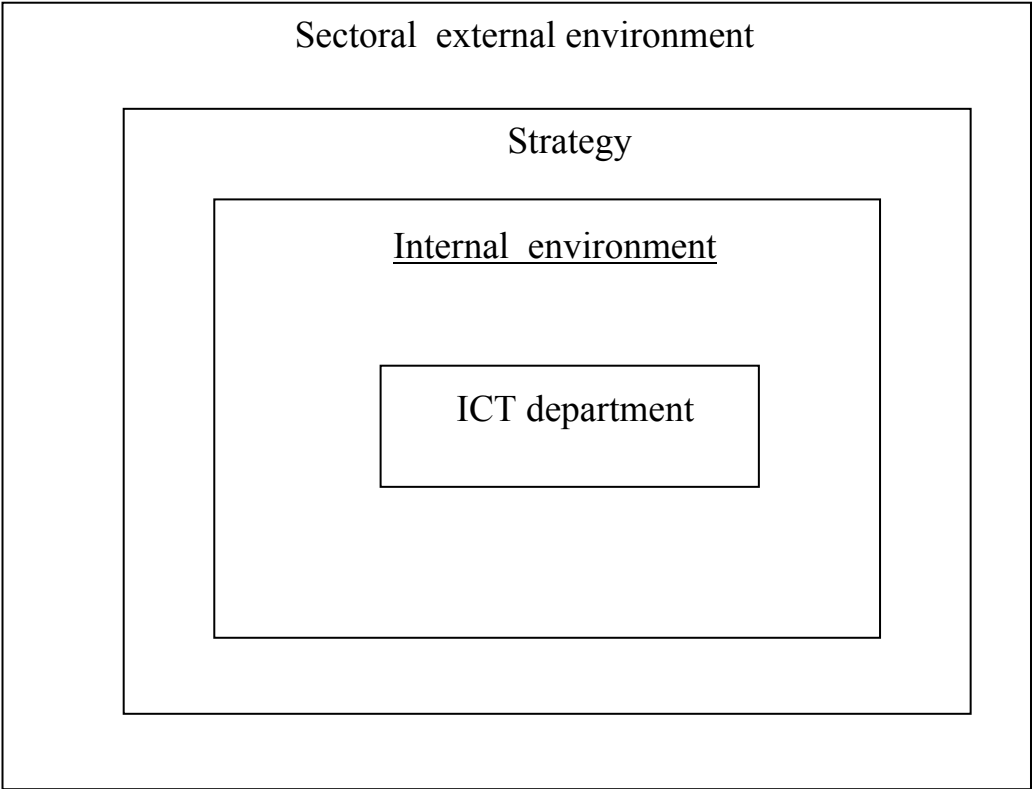 Sectoral external environment
Strategy
Internal environment
ICT department